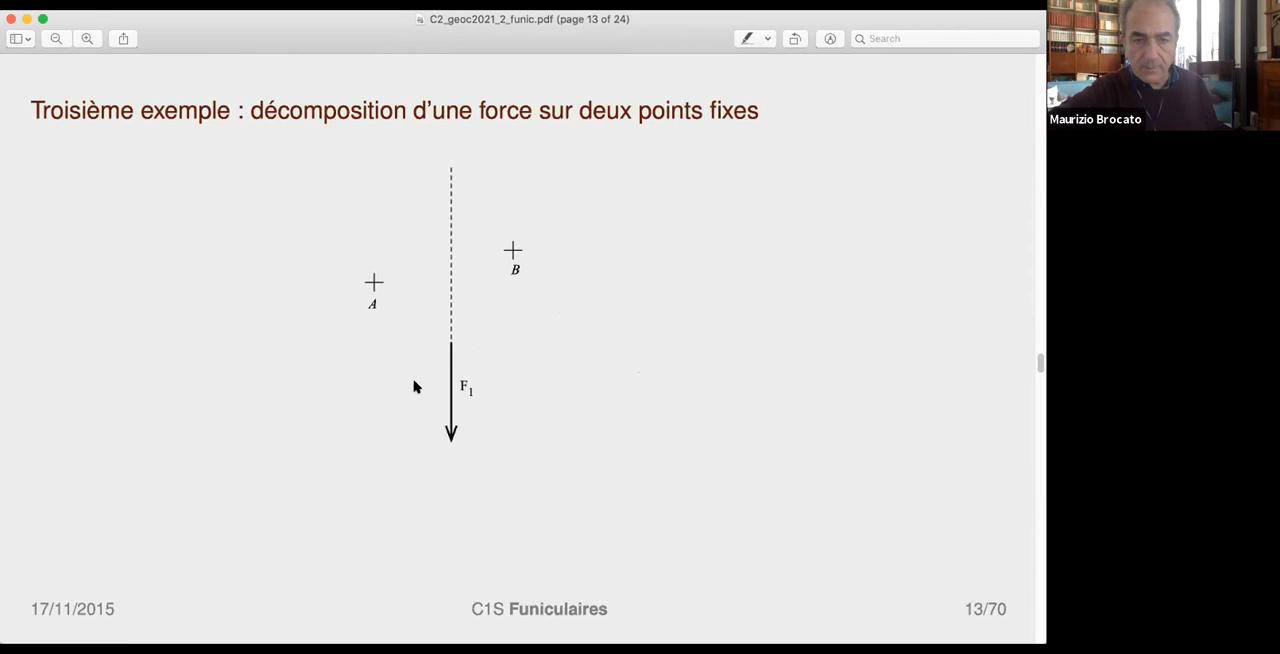 C2_geoc2021_2_funic.pdf (page 13 of 24)
Search
Maurizio Brocato
Troisième exemple : décomposition d'une force sur deux points fixes
B
A
F1
17/11/2015
C1S Funiculaires
13/70